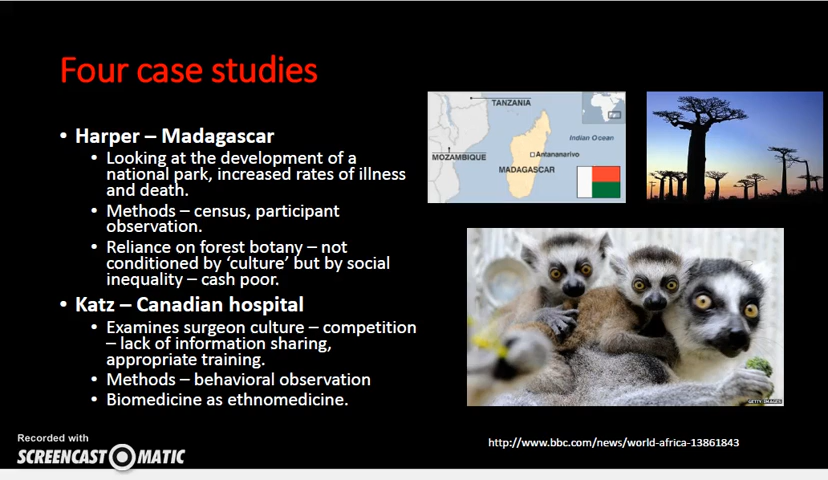 Four case studies
• Harper – Madagascar
• Looking at the development of a
national park, increased rates of illness
and death.
• Methods – census, participant
observation.
• Reliance on forest botany – not
conditioned by ‘culture’ but by social
inequality – cash poor.
• Katz – Canadian hospital
• Examines surgeon culture – competition
– lack of information sharing,
appropriate training.
• Methods – behavioral observation
• Biomedicine as ethnomedicine.
TANZANIA
Indian Ocean
MOZAMBIQUE
Antananarivo
MADAGASCAR
GETTY IMAGES
http://www.bbc.com/news/world-africa-13861843
Recorded with
SCREENCAST O MATIC